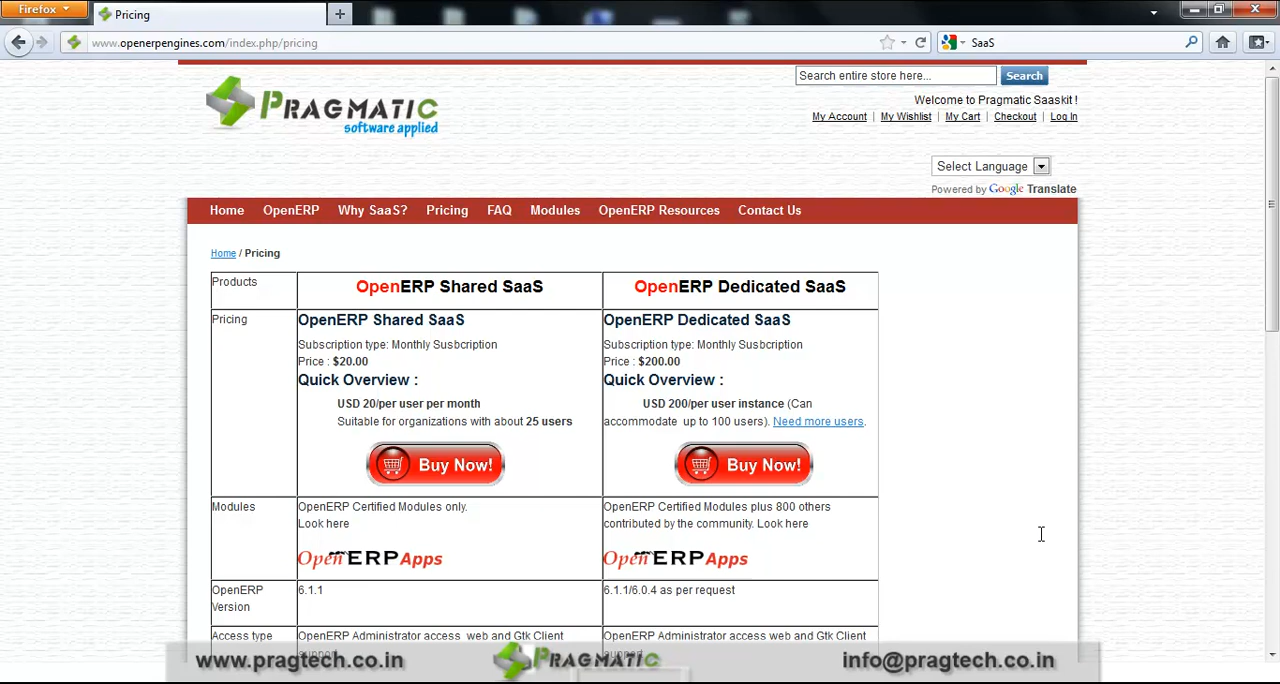 Firefox
Pricing
www.openerpengines.com/index.php/pricing
SaaS
PRAGMATIC
software applied
Search entire store here...
Search
Welcome to Pragmatic Saaskit !
My Account | My Wishlist | My Cart | Checkout | Log In
Select Language
Powered by Google Translate
Home OpenERP Why SaaS? Pricing FAQ Modules OpenERP Resources Contact Us
Home / Pricing
Products
OpenERP Shared SaaS
OpenERP Dedicated SaaS
Pricing
OpenERP Shared SaaS
Subscription type: Monthly Susbcription
Price : $20.00
Quick Overview :
USD 20/per user per month
Suitable for organizations with about 25 users
Buy Now!
OpenERP Dedicated SaaS
Subscription type: Monthly Susbcription
Price : $200.00
Quick Overview :
USD 200/per user instance (Can
accommodate up to 100 users). Need more users.
Buy Now!
Modules
OpenERP Certified Modules only.
Look here
OpenERP Apps
OpenERP Certified Modules plus 800 others
contributed by the community. Look here
OpenERP Apps
OpenERP
Version
6.1.1
6.1.1/6.0.4 as per request
Access type
OpenERP Administrator access web and Gtk Client
support
OpenERP Administrator access web and Gtk Client
support
www.pragtech.co.in
PRAGMATIC
info@pragtech.co.in